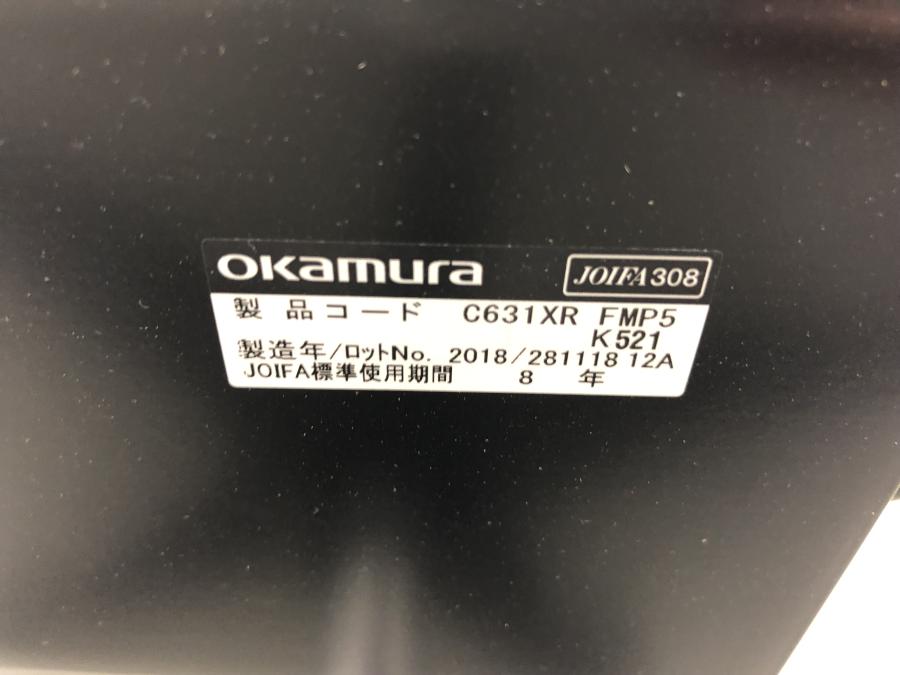 okamura JOIFA308
製品コード C631XR FMP5
K521
製造年/ロットNo. 2018/281118 12A
JOIFA標準使用期間 8 年